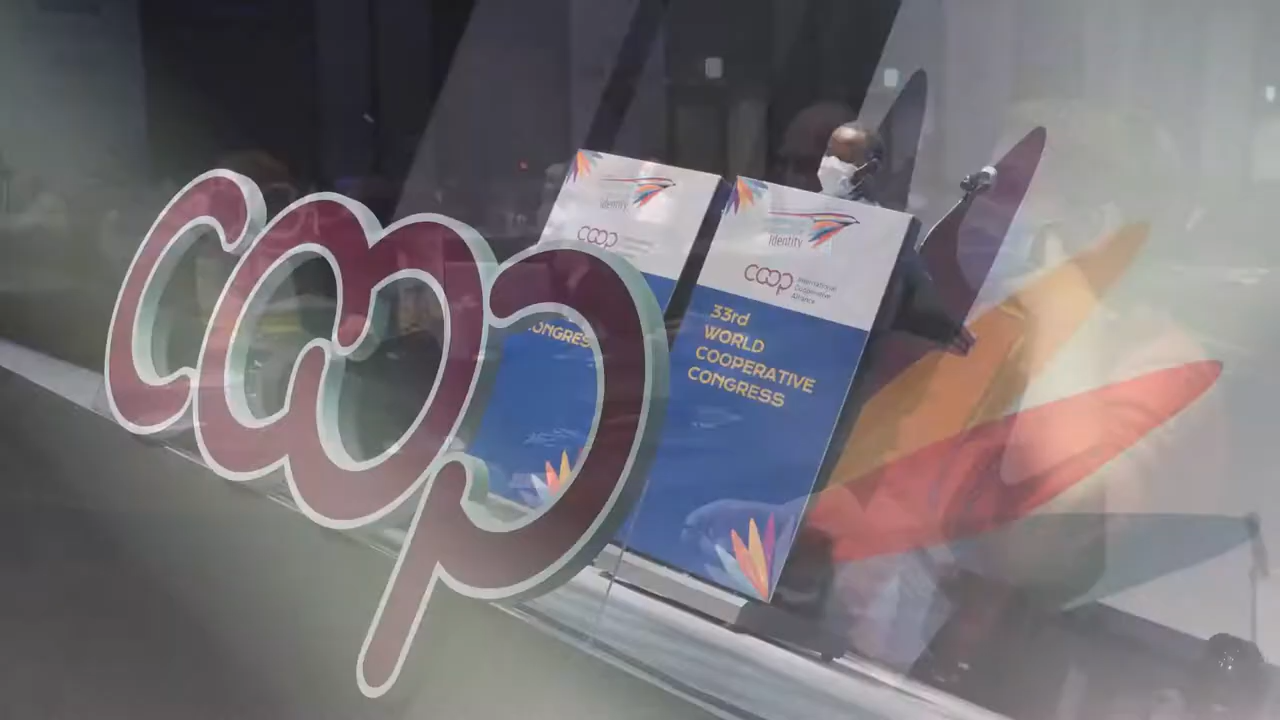 coop
Identity
coop
CONGRESS
Identity
coop International
Cooperative
Alliance
33rd
WORLD
COOPERATIVE
CONGRESS